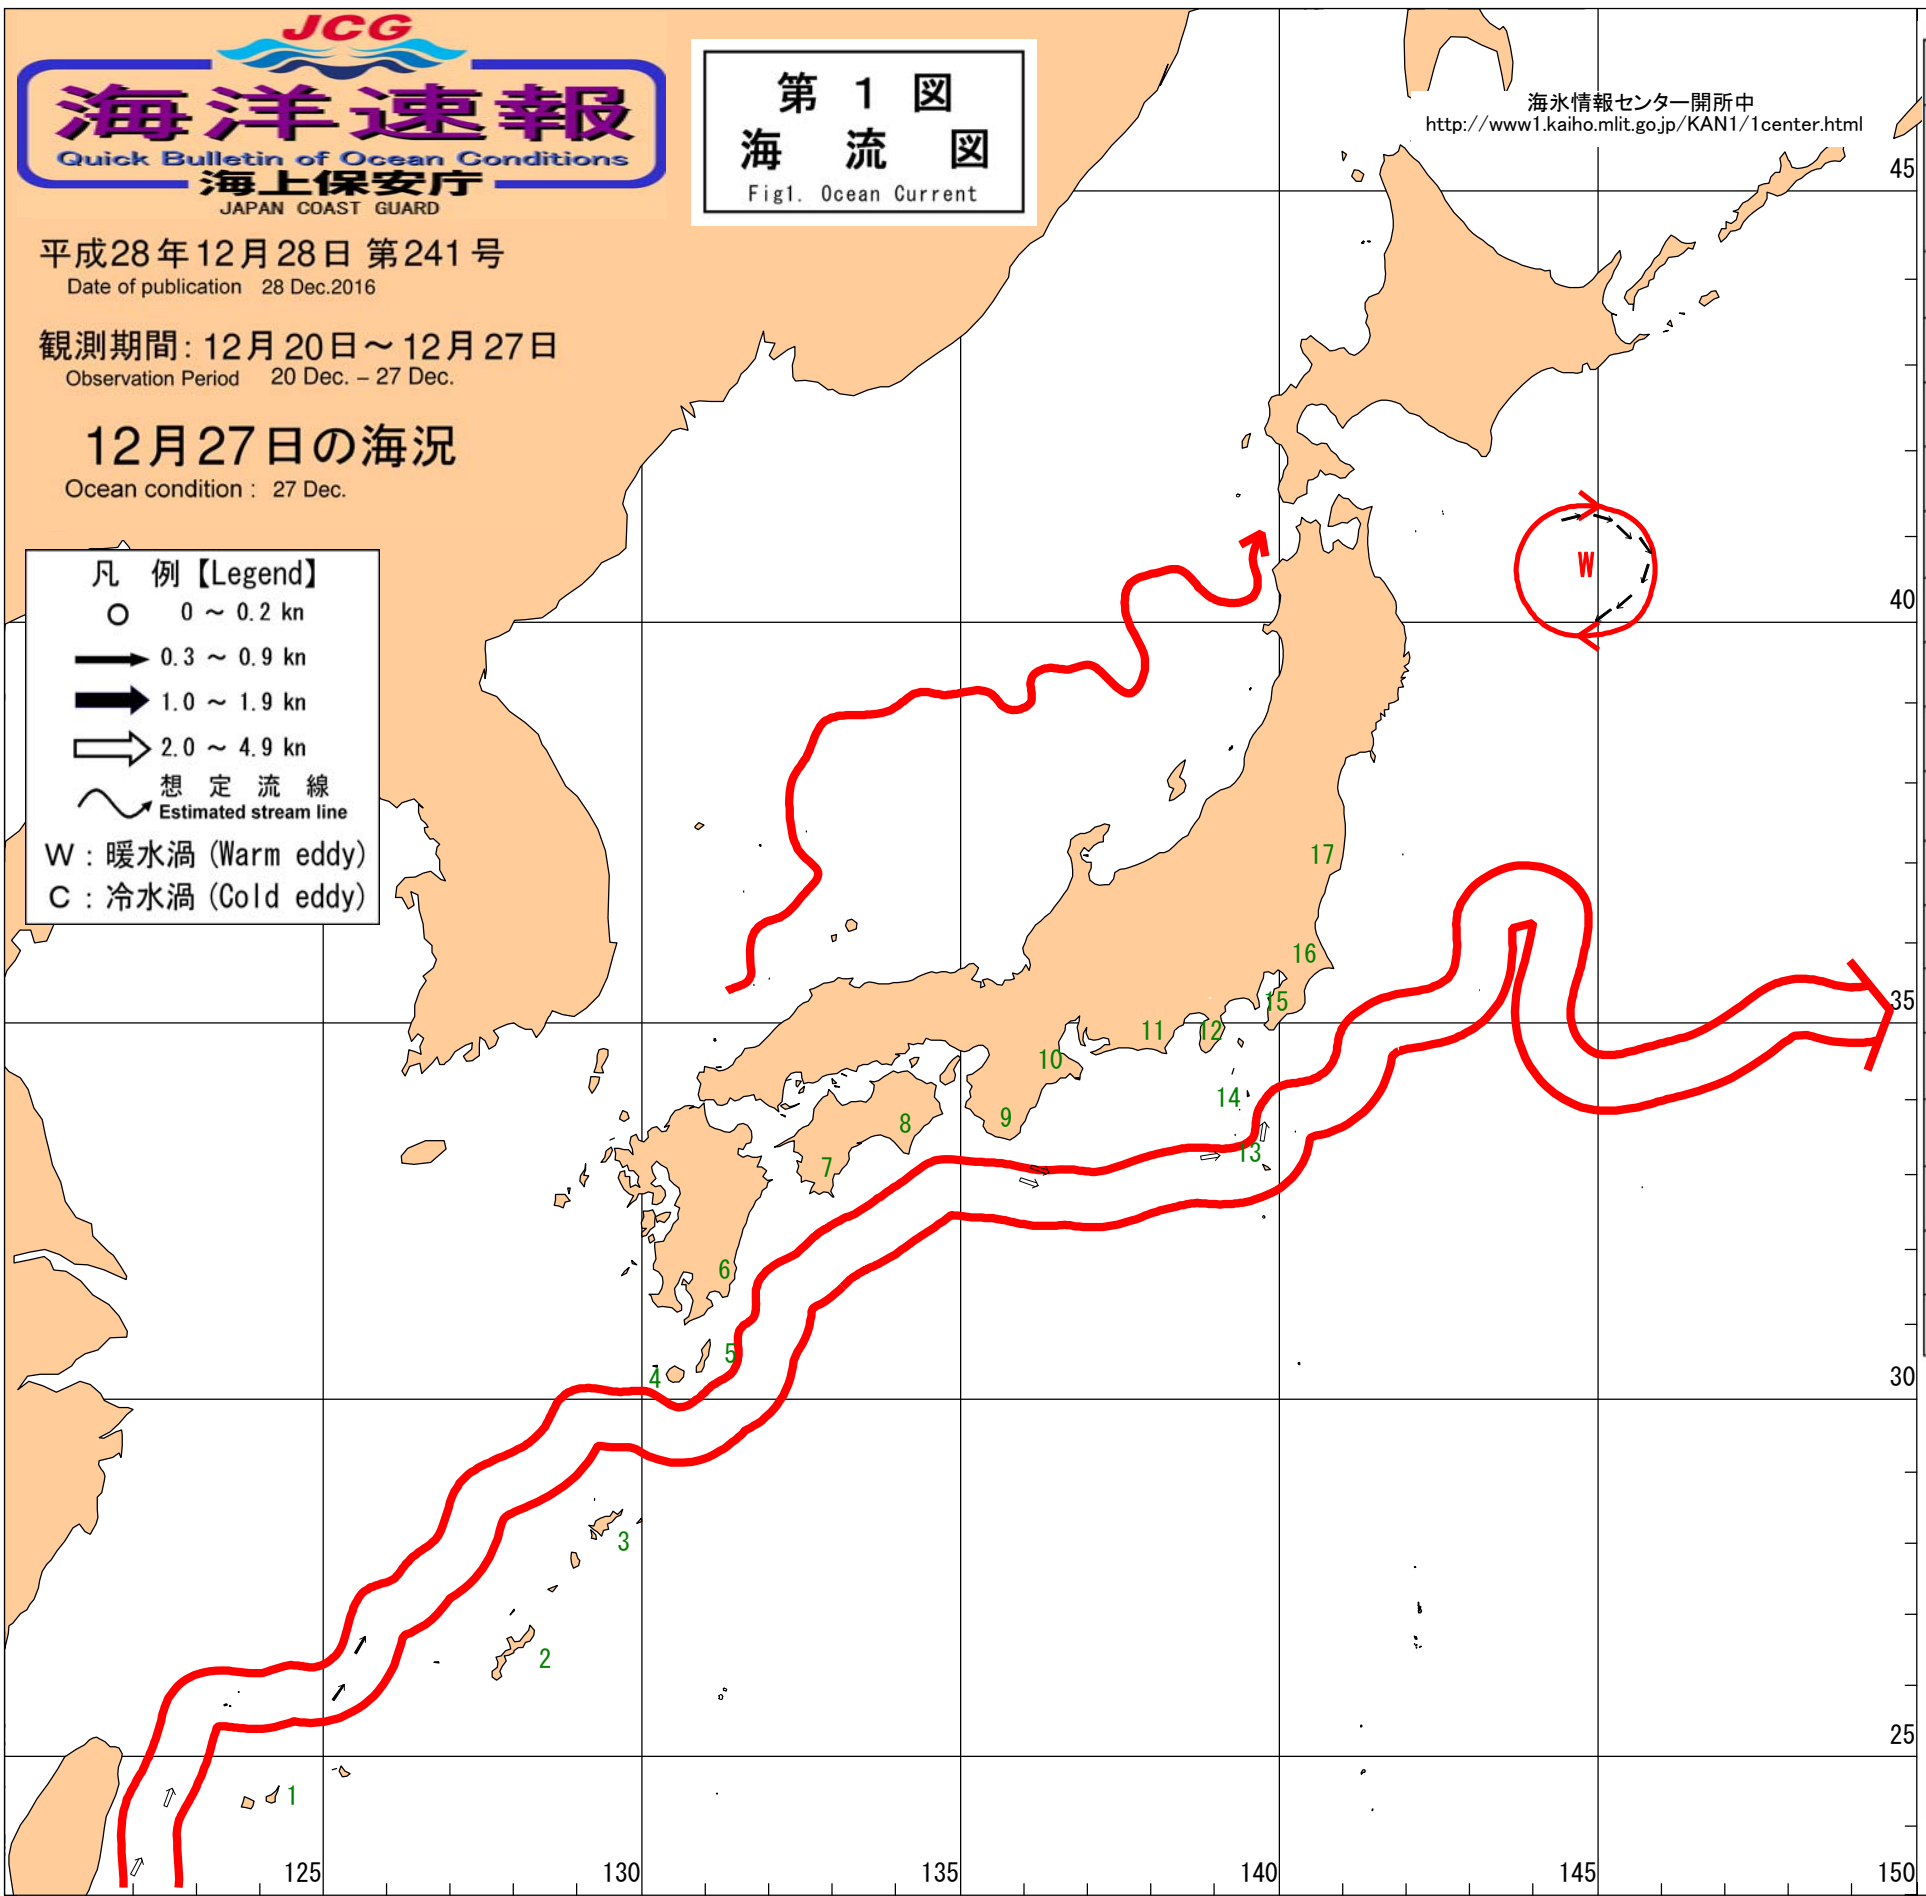 JCG
海洋速報
Quick Bulletin of Ocean Conditions
海上保安庁
JAPAN COAST GUARD
平成28年12月28日 第241号
Date of publication 28 Dec.2016
観測期間: 12月20日～12月27日
Observation Period 20 Dec. – 27 Dec.
12月27日の海況
Ocean condition : 27 Dec.
第 1 図
海 流 図
Fig1. Ocean Current
海氷情報センター開所中
http://www1.kaiho.mlit.go.jp/KAN1/1center.html
凡 例【Legend】
0 ～ 0.2 kn
0.3 ～ 0.9 kn
1.0 ～ 1.9 kn
2.0 ～ 4.9 kn
想 定 流 線
Estimated stream line
W : 暖水渦 (Warm eddy)
C : 冷水渦 (Cold eddy)
45
W
40
17
16
35
15
12
11
10
14
9
8
13
7
6
5
4
30
3
2
25
1
125
130
135
140
145
150